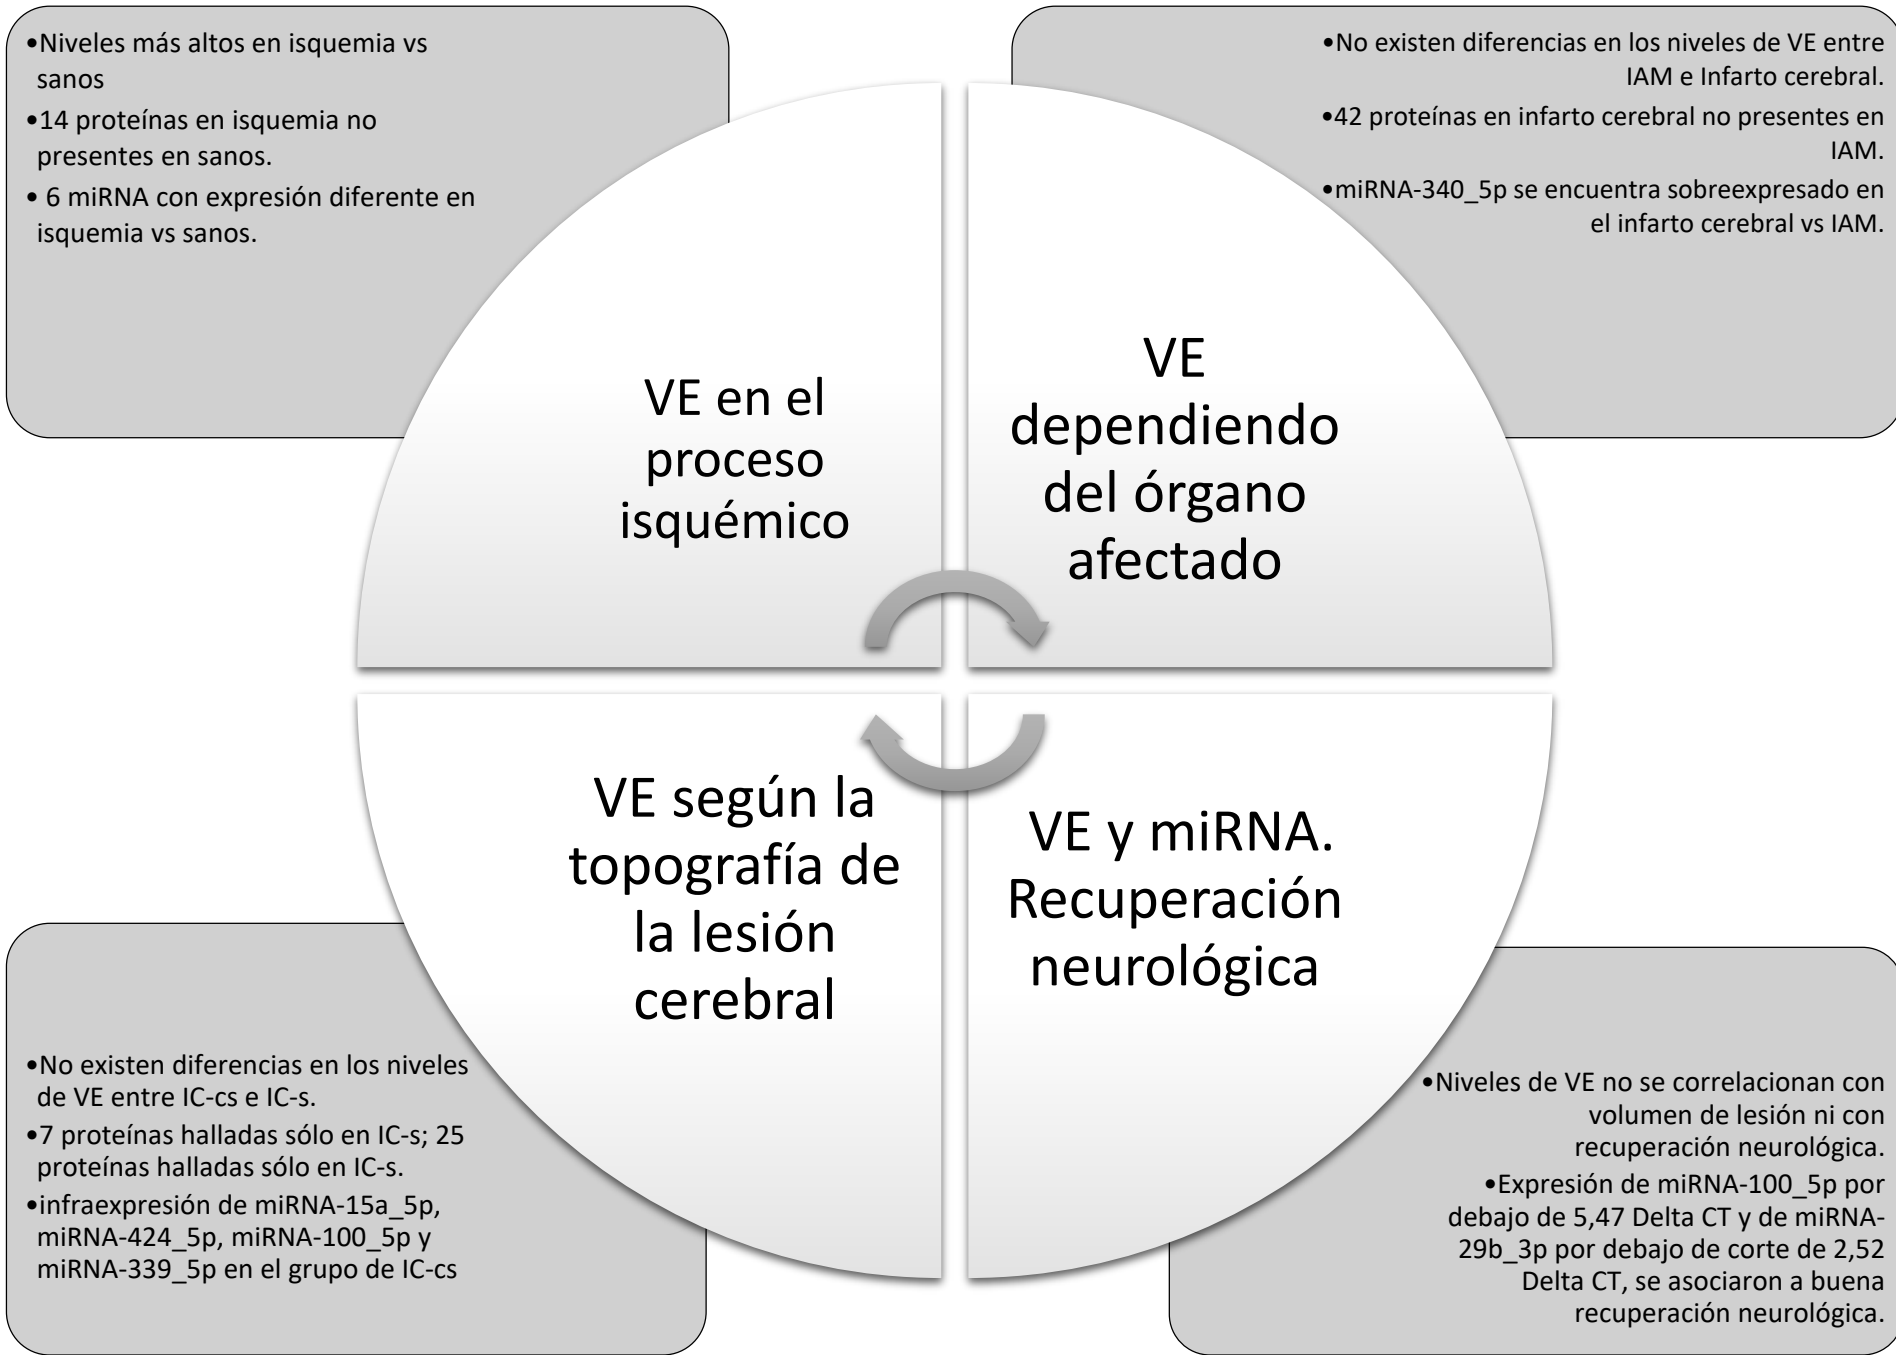 •Niveles más altos en isquemia vs
sanos
•14 proteínas en isquemia no
presentes en sanos.
• 6 miRNA con expresión diferente en
isquemia vs sanos.
•No existen diferencias en los niveles de VE entre
IAM e Infarto cerebral.
•42 proteínas en infarto cerebral no presentes en
IAM.
•miRNA-340_5p se encuentra sobreexpresado en
el infarto cerebral vs IAM.
VE en el
proceso
isquémico
VE
dependiendo
del órgano
afectado
VE según la
topografía de
la lesión
cerebral
VE y miRNA.
Recuperación
neurológica
•No existen diferencias en los niveles
de VE entre IC-cs e IC-s.
•7 proteínas halladas sólo en IC-s; 25
proteínas halladas sólo en IC-s.
•infraexpresión de miRNA-15a_5p,
miRNA-424_5p, miRNA-100_5p y
miRNA-339_5p en el grupo de IC-cs
•Niveles de VE no se correlacionan con
volumen de lesión ni con
recuperación neurológica.
•Expresión de miRNA-100_5p por
debajo de 5,47 Delta CT y de miRNA-
29b_3p por debajo de corte de 2,52
Delta CT, se asociaron a buena
recuperación neurológica.